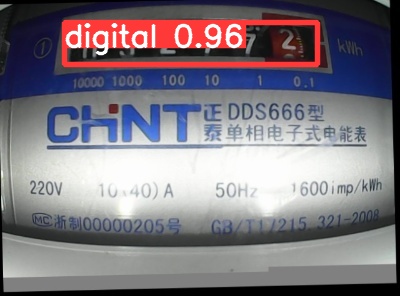 digital 0.96
7 2
① kWh
10000 1000 100 10 1 0.1
CHNT 正泰 DDS666型
单相电子式电能表
220V 10(40)A 50Hz 1600imp/kWh
MC 浙制00000205号 GB/T17215.321-2008